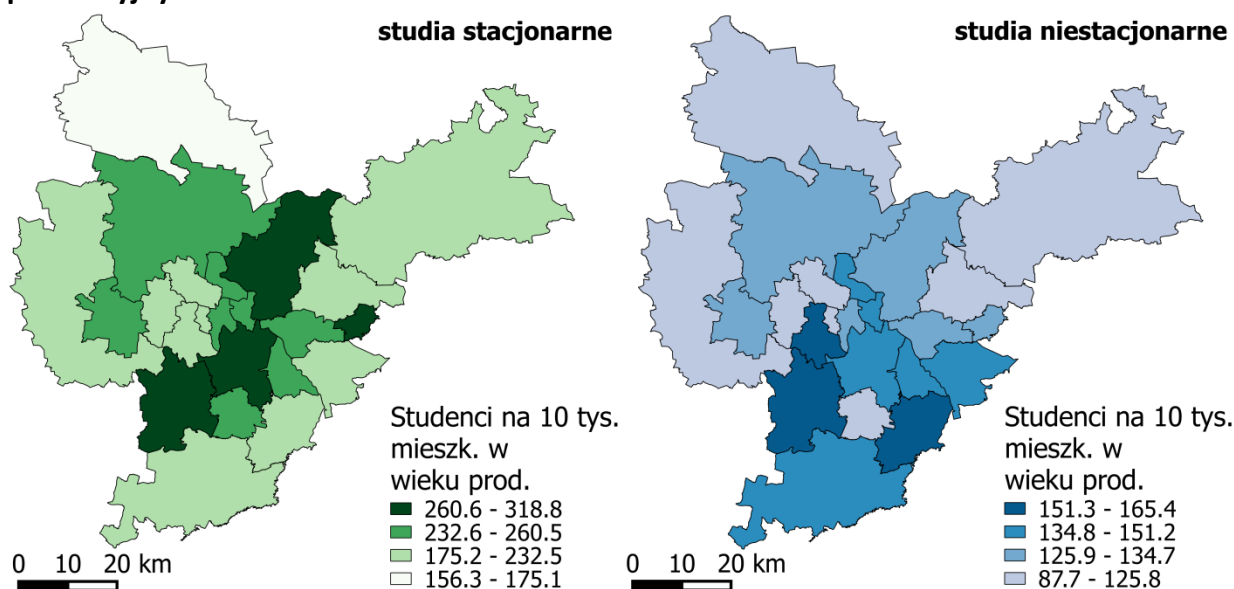 studia stacjonarne
Studenci na 10 tys.
mieszk. w
wieku prod.
260.6 - 318.8
232.6 - 260.5
175.2 - 232.5
156.3 - 175.1
0 10 20 km
studia niestacjonarne
Studenci na 10 tys.
mieszk. w
wieku prod.
151.3 - 165.4
134.8 - 151.2
125.9 - 134.7
87.7 - 125.8
0 10 20 km